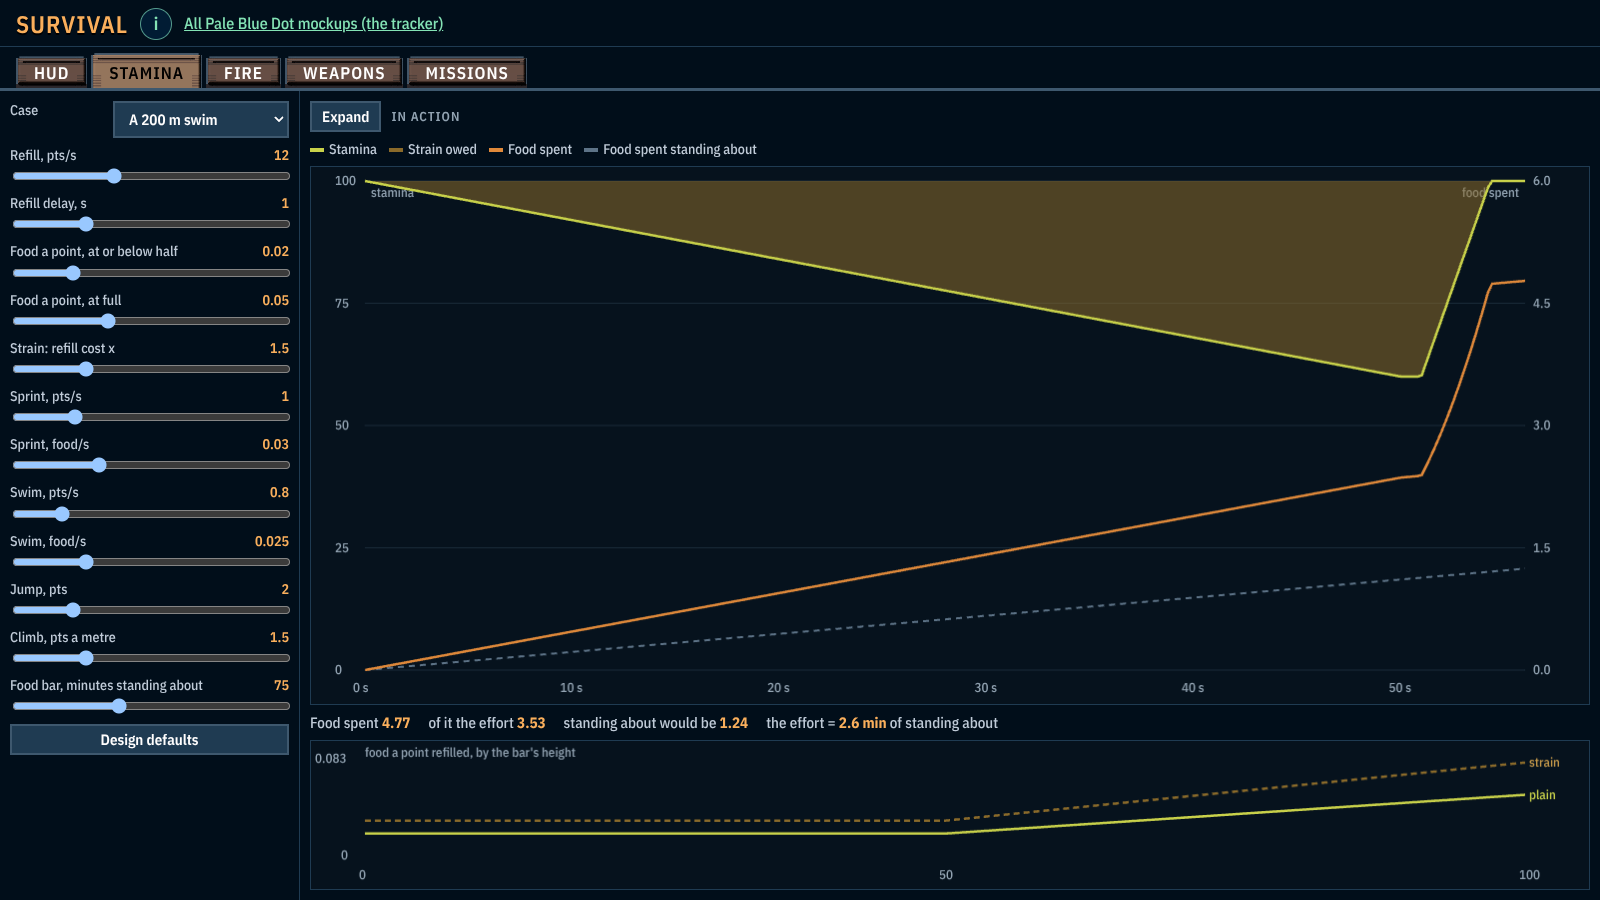 SURVIVAL i All Pale Blue Dot mockups (the tracker)
HUD STAMINA FIRE WEAPONS MISSIONS
Case A 200 m swim
Refill, pts/s 12
Refill delay, s 1
Food a point, at or below half 0.02
Food a point, at full 0.05
Strain: refill cost x 1.5
Sprint, pts/s 1
Sprint, food/s 0.03
Swim, pts/s 0.8
Swim, food/s 0.025
Jump, pts 2
Climb, pts a metre 1.5
Food bar, minutes standing about 75
Design defaults
Expand IN ACTION
Stamina Strain owed Food spent Food spent standing about
100 6.0
stamina food spent
75 4.5
50 3.0
25 1.5
0 0.0
0 s 10 s 20 s 30 s 40 s 50 s
Food spent 4.77 of it the effort 3.53 standing about would be 1.24 the effort = 2.6 min of standing about
0.083 food a point refilled, by the bar's height
strain
plain
0
0 50 100